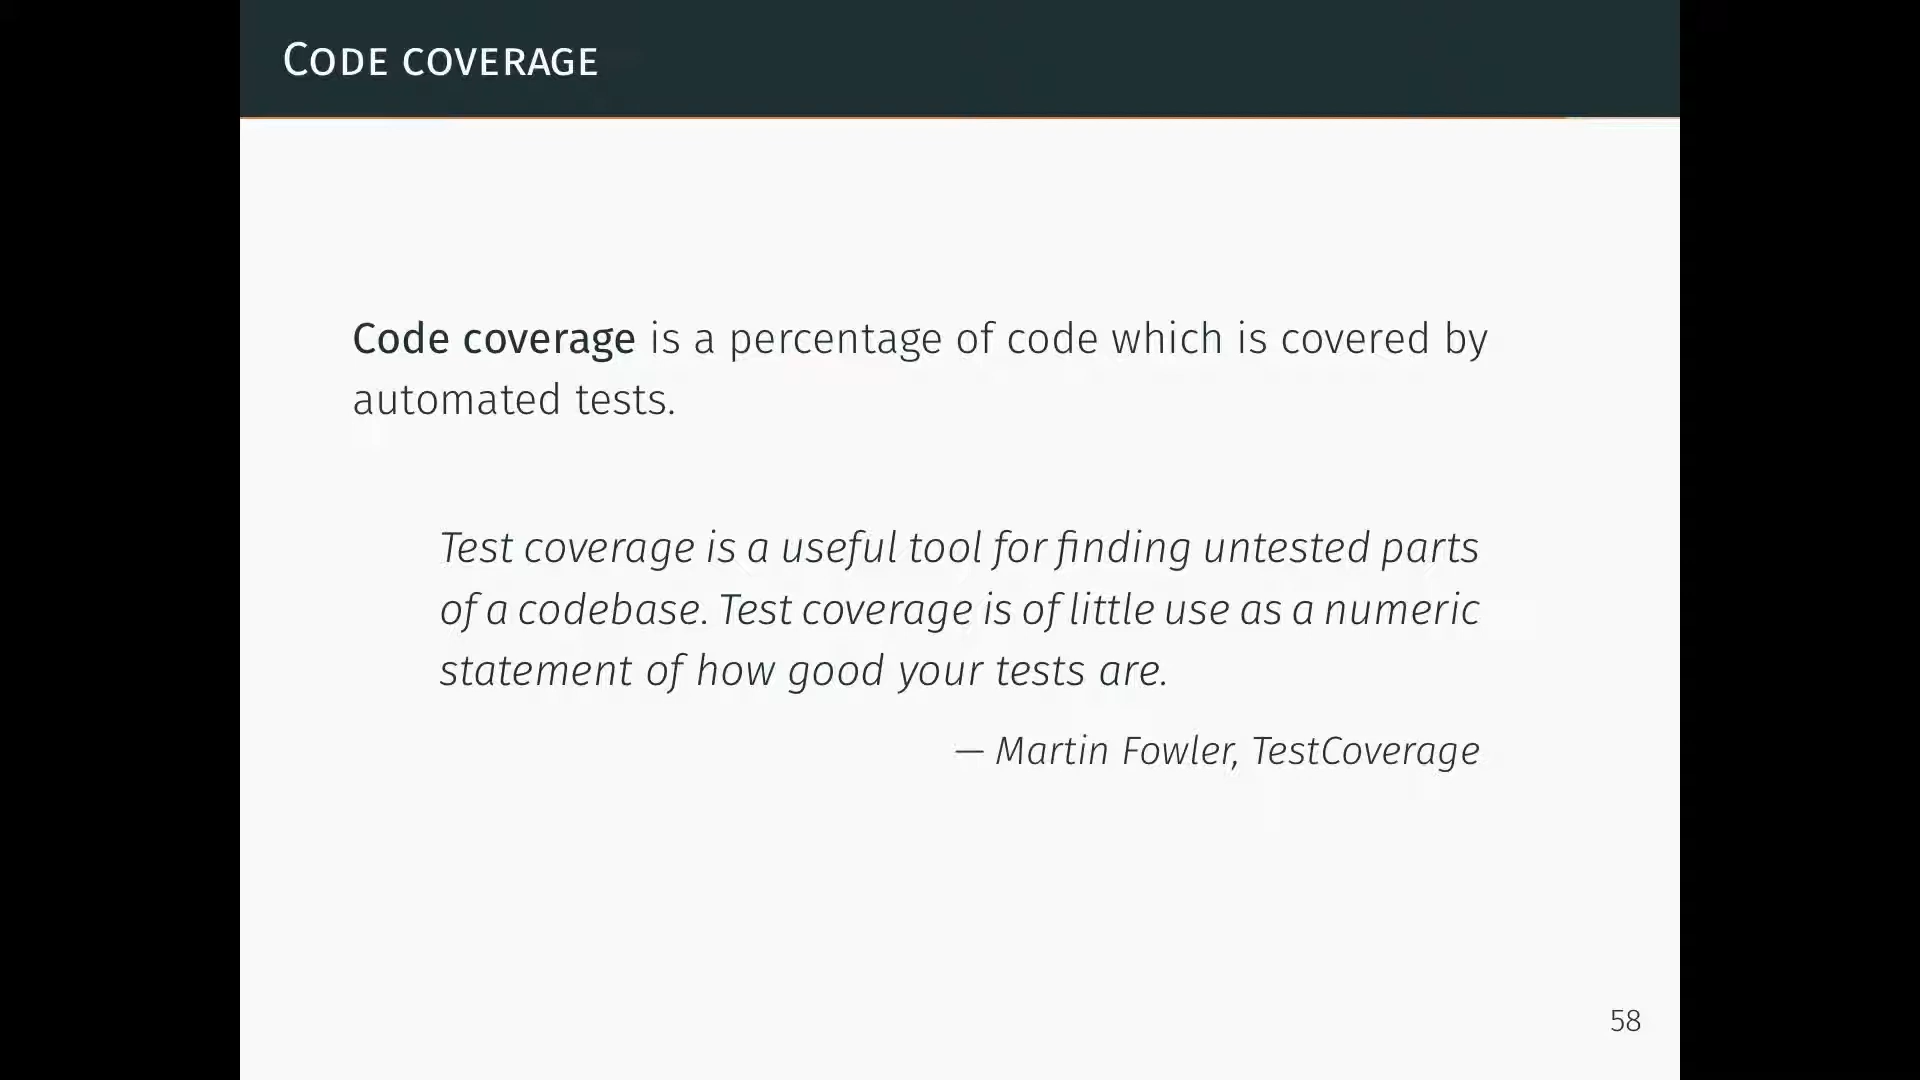 Code coverage
Code coverage is a percentage of code which is covered by
automated tests.
Test coverage is a useful tool for finding untested parts
of a codebase. Test coverage is of little use as a numeric
statement of how good your tests are.
— Martin Fowler, TestCoverage
58